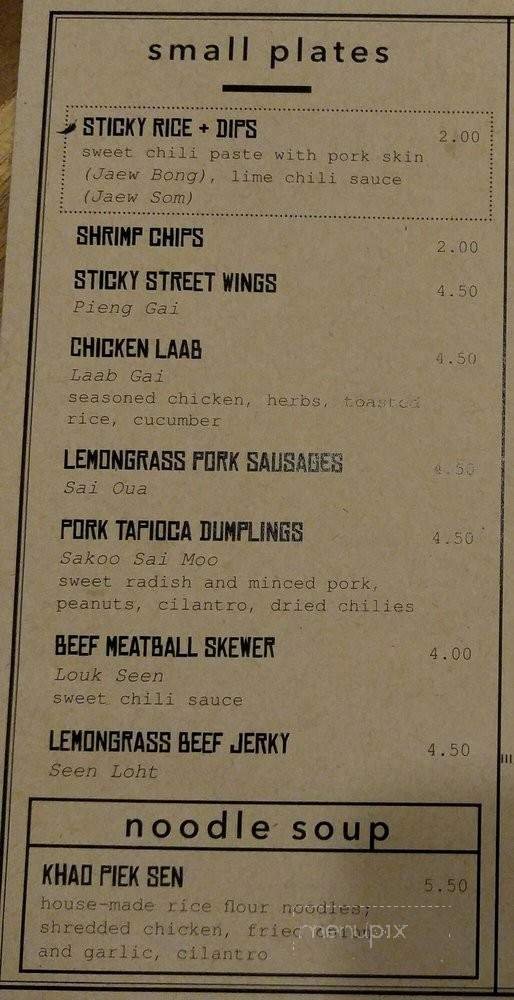 small plates
STICKY RICE + DIPS 2.00
sweet chili paste with pork skin
(Jaew Bong), lime chili sauce
(Jaew Som)
SHRIMP CHIPS 2.00
STICKY STREET WINGS 4.50
Pieng Gai
CHICKEN LAAB 4.50
Laab Gai
seasoned chicken, herbs, toasted
rice, cucumber
LEMONGRASS PORK SAUSAGES 4.50
Sai Oua
PORK TAPIOCA DUMPLINGS 4.50
Sakoo Sai Moo
sweet radish and minced pork,
peanuts, cilantro, dried chilies
BEEF MEATBALL SKEWER 4.00
Louk Seen
sweet chili sauce
LEMONGRASS BEEF JERKY 4.50
Seen Loht
noodle soup
KHAO PIEK SEN 5.50
house-made rice flour noodles,
shredded chicken, fried
and garlic, cilantro
menupix